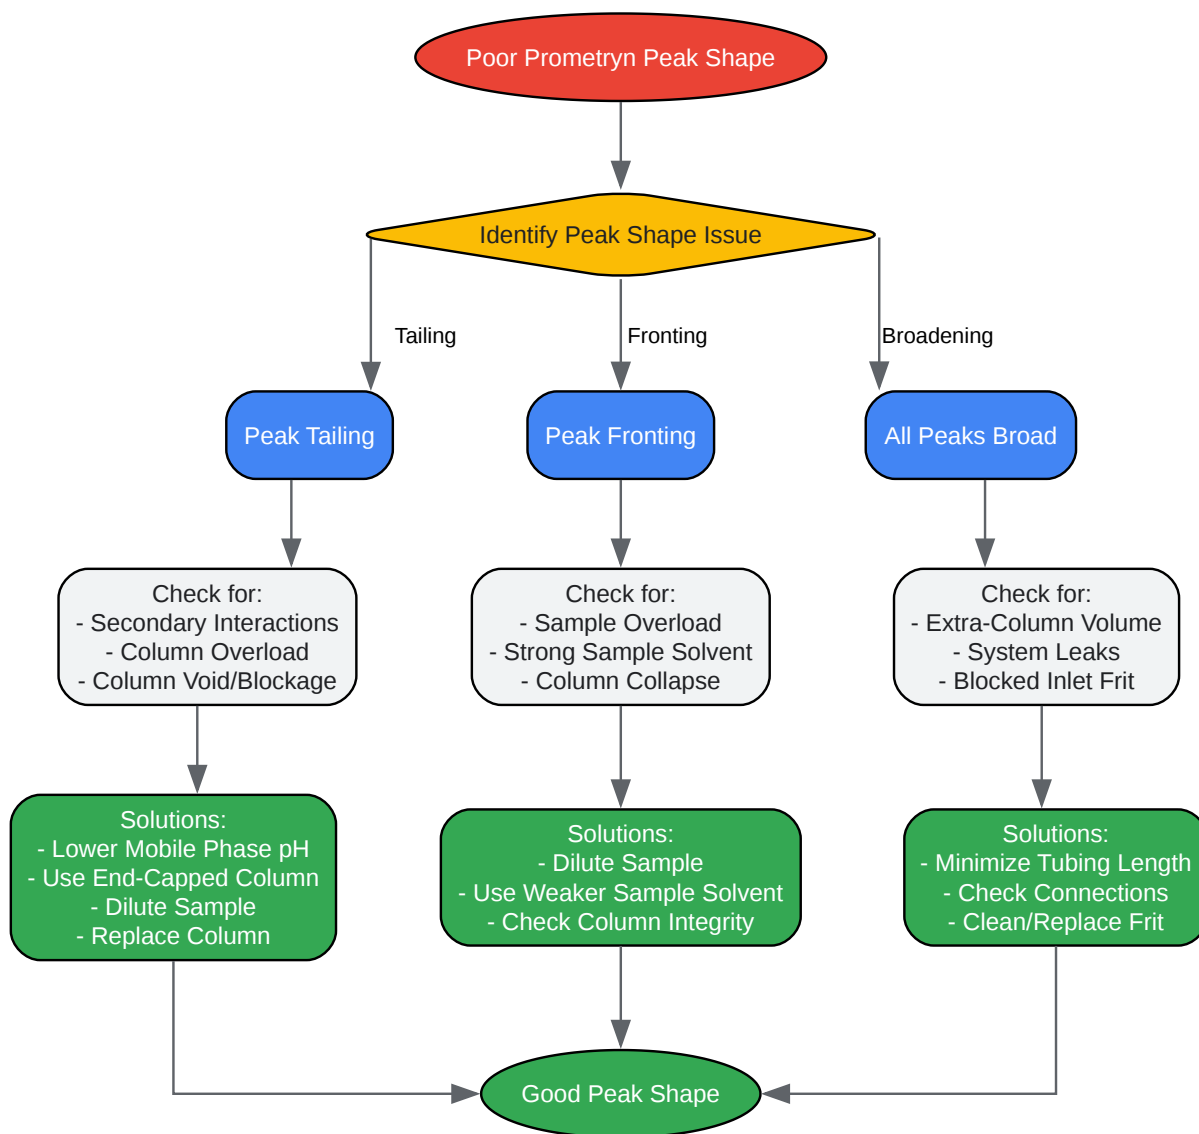 Poor Prometryn Peak Shape
Identify Peak Shape Issue
Tailing
Fronting
Broadening
Peak Tailing
Peak Fronting
All Peaks Broad
Check for:
- Secondary Interactions
- Column Overload
- Column Void/Blockage
Check for:
- Sample Overload
- Strong Sample Solvent
- Column Collapse
Check for:
- Extra-Column Volume
- System Leaks
- Blocked Inlet Frit
Solutions:
- Lower Mobile Phase pH
- Use End-Capped Column
- Dilute Sample
- Replace Column
Solutions:
- Dilute Sample
- Use Weaker Sample Solvent
- Check Column Integrity
Solutions:
- Minimize Tubing Length
- Check Connections
- Clean/Replace Frit
Good Peak Shape